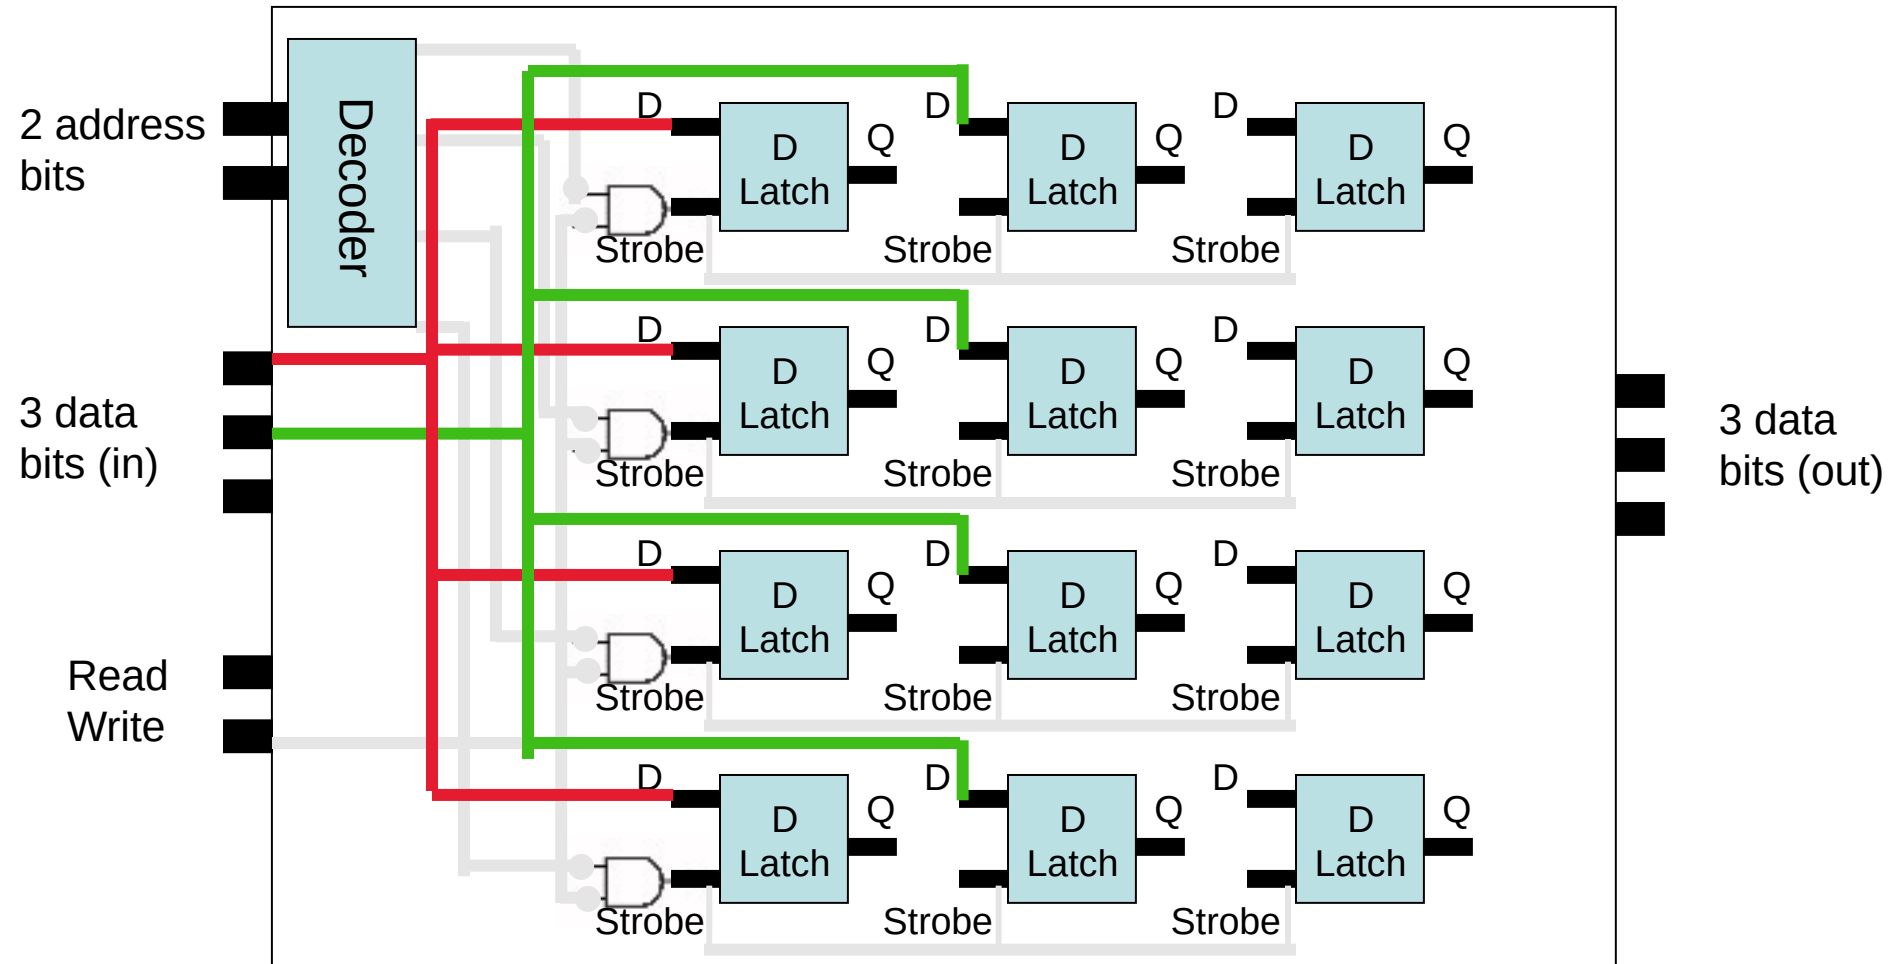 2 address
bits
Decoder
3 data
bits (in)
Read
Write
D
D
Latch
Q
Strobe
D
D
Latch
Q
Strobe
D
D
Latch
Q
Strobe
D
D
Latch
Q
Strobe
D
D
Latch
Q
Strobe
D
D
Latch
Q
Strobe
D
D
Latch
Q
Strobe
D
D
Latch
Q
Strobe
D
D
Latch
Q
Strobe
D
D
Latch
Q
Strobe
D
D
Latch
Q
Strobe
D
D
Latch
Q
Strobe
3 data
bits (out)